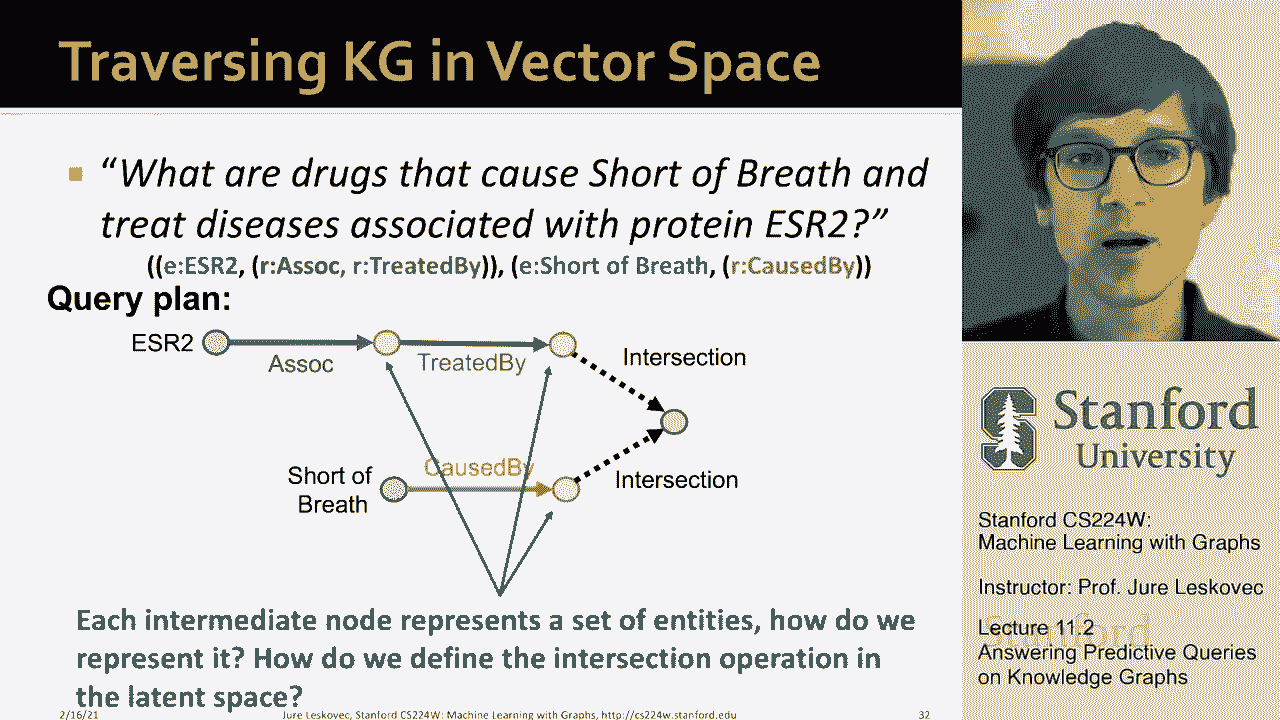 Traversing KG in Vector Space
"What are drugs that cause Short of Breath and
treat diseases associated with protein ESR2?"
((e:ESR2, (r:Assoc, r:TreatedBy)), (e:Short of Breath, (r:CausedBy))
Query plan:
ESR2
Assoc
TreatedBy
Intersection
Short of
Breath
CausedBy
Intersection
Each intermediate node represents a set of entities, how do we
represent it? How do we define the intersection operation in
the latent space?
2/16/21
Jure Leskovec, Stanford CS224W: Machine Learning with Graphs, http://cs224w.stanford.edu
32
Stanford
University
Stanford CS224W:
Machine Learning with Graphs
Instructor: Prof. Jure Leskovec
Lecture 11.2
Answering Predictive Queries
on Knowledge Graphs